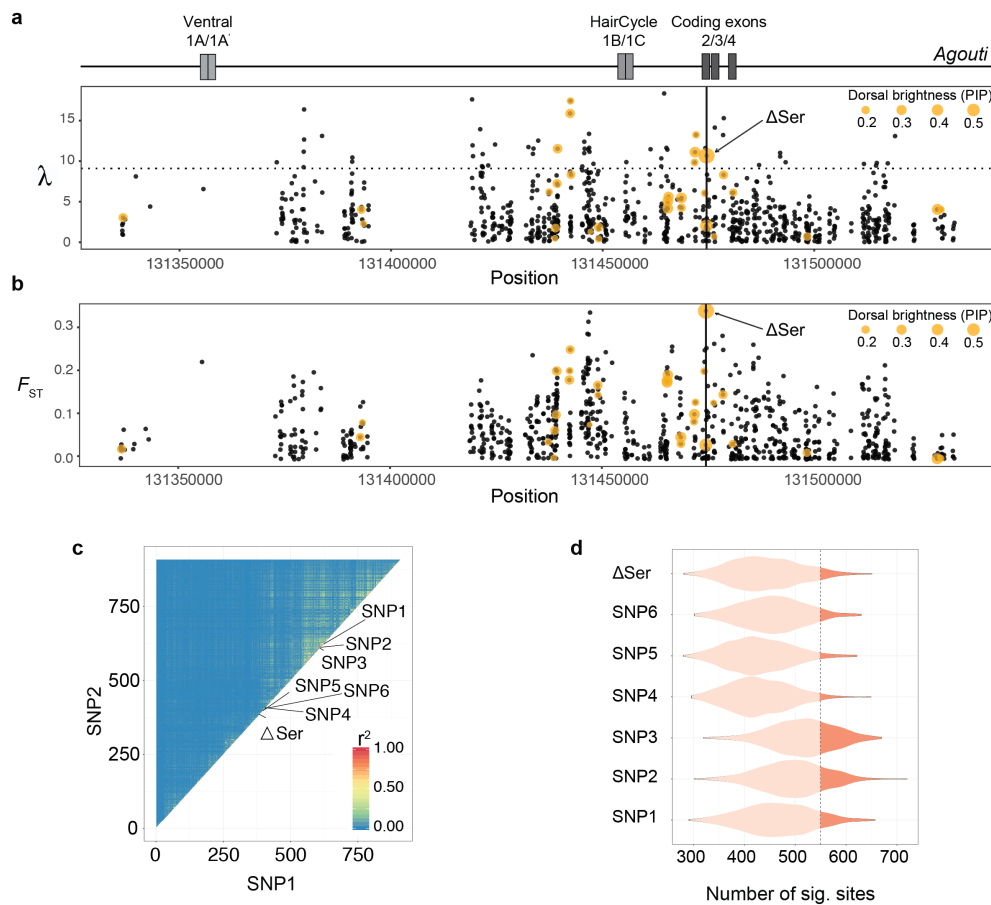 a
Ventral
1A/1A'
HairCycle
1B/1C
Coding exons
2/3/4
Agouti
Dorsal brightness (PIP)
0.2 0.3 0.4 0.5
ΔSer
λ
15
10
5
0
131350000 131400000 131450000 131500000
Position
b
Dorsal brightness (PIP)
0.2 0.3 0.4 0.5
ΔSer
FST
0.3
0.2
0.1
0.0
131350000 131400000 131450000 131500000
Position
c
SNP2
750
500
250
0
SNP1
SNP2
SNP3
SNP5
SNP6
SNP4
△Ser
r²
1.00
0.50
0.00
0 250 500 750
SNP1
d
ΔSer
SNP6
SNP5
SNP4
SNP3
SNP2
SNP1
300 400 500 600 700
Number of sig. sites